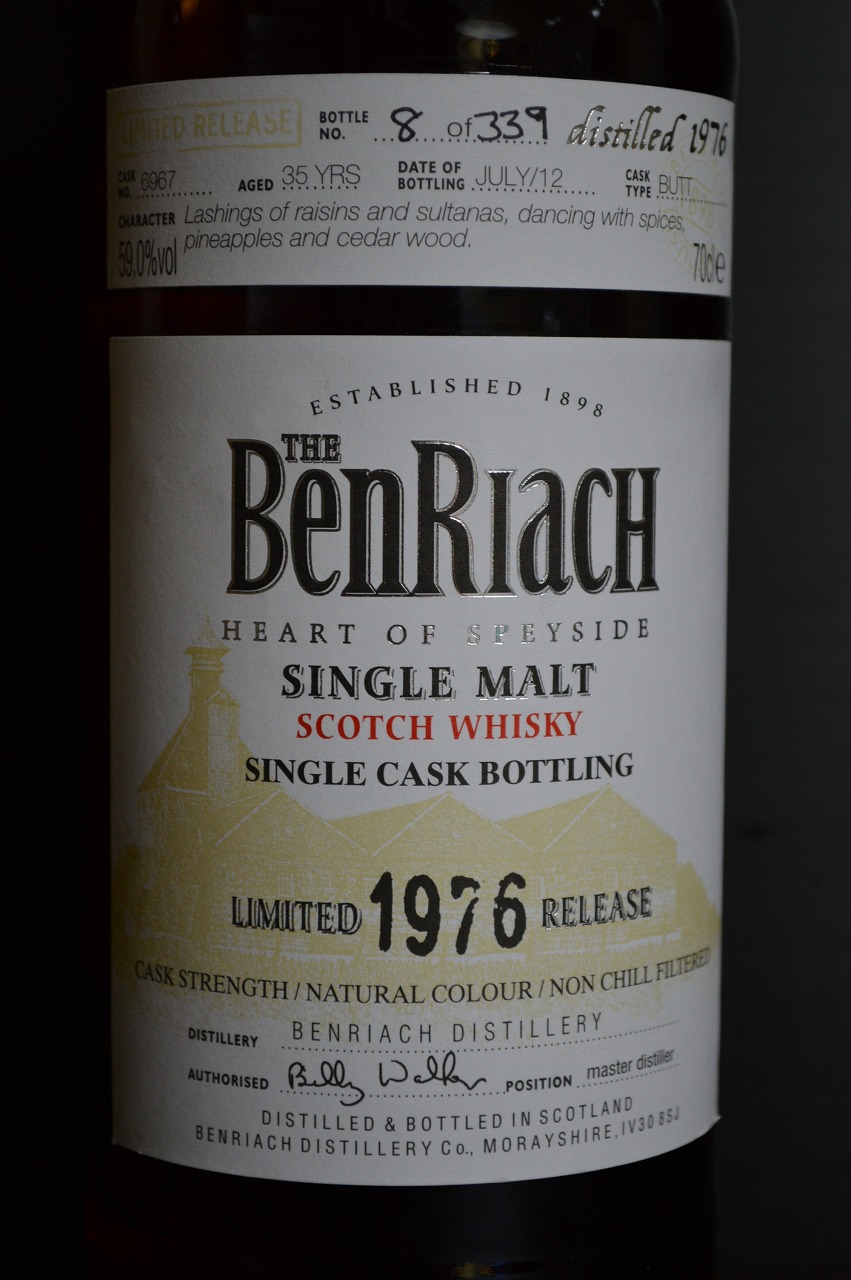 LIMITED RELEASE
BOTTLE NO. 8 of 339
distilled 1976
CASK NO. 6967 AGED 35 YRS DATE OF BOTTLING JULY/12 CASK TYPE BUTT
CHARACTER Lashings of raisins and sultanas, dancing with spices,
pineapples and cedar wood.
59.0%vol 70cl e
ESTABLISHED 1898
THE
BENRIACH
HEART OF SPEYSIDE
SINGLE MALT
SCOTCH WHISKY
SINGLE CASK BOTTLING
LIMITED 1976 RELEASE
CASK STRENGTH / NATURAL COLOUR / NON CHILL FILTERED
DISTILLERY BENRIACH DISTILLERY
AUTHORISED Billy Walker POSITION master distiller
DISTILLED & BOTTLED IN SCOTLAND
BENRIACH DISTILLERY Co., MORAYSHIRE, IV30 8SJ